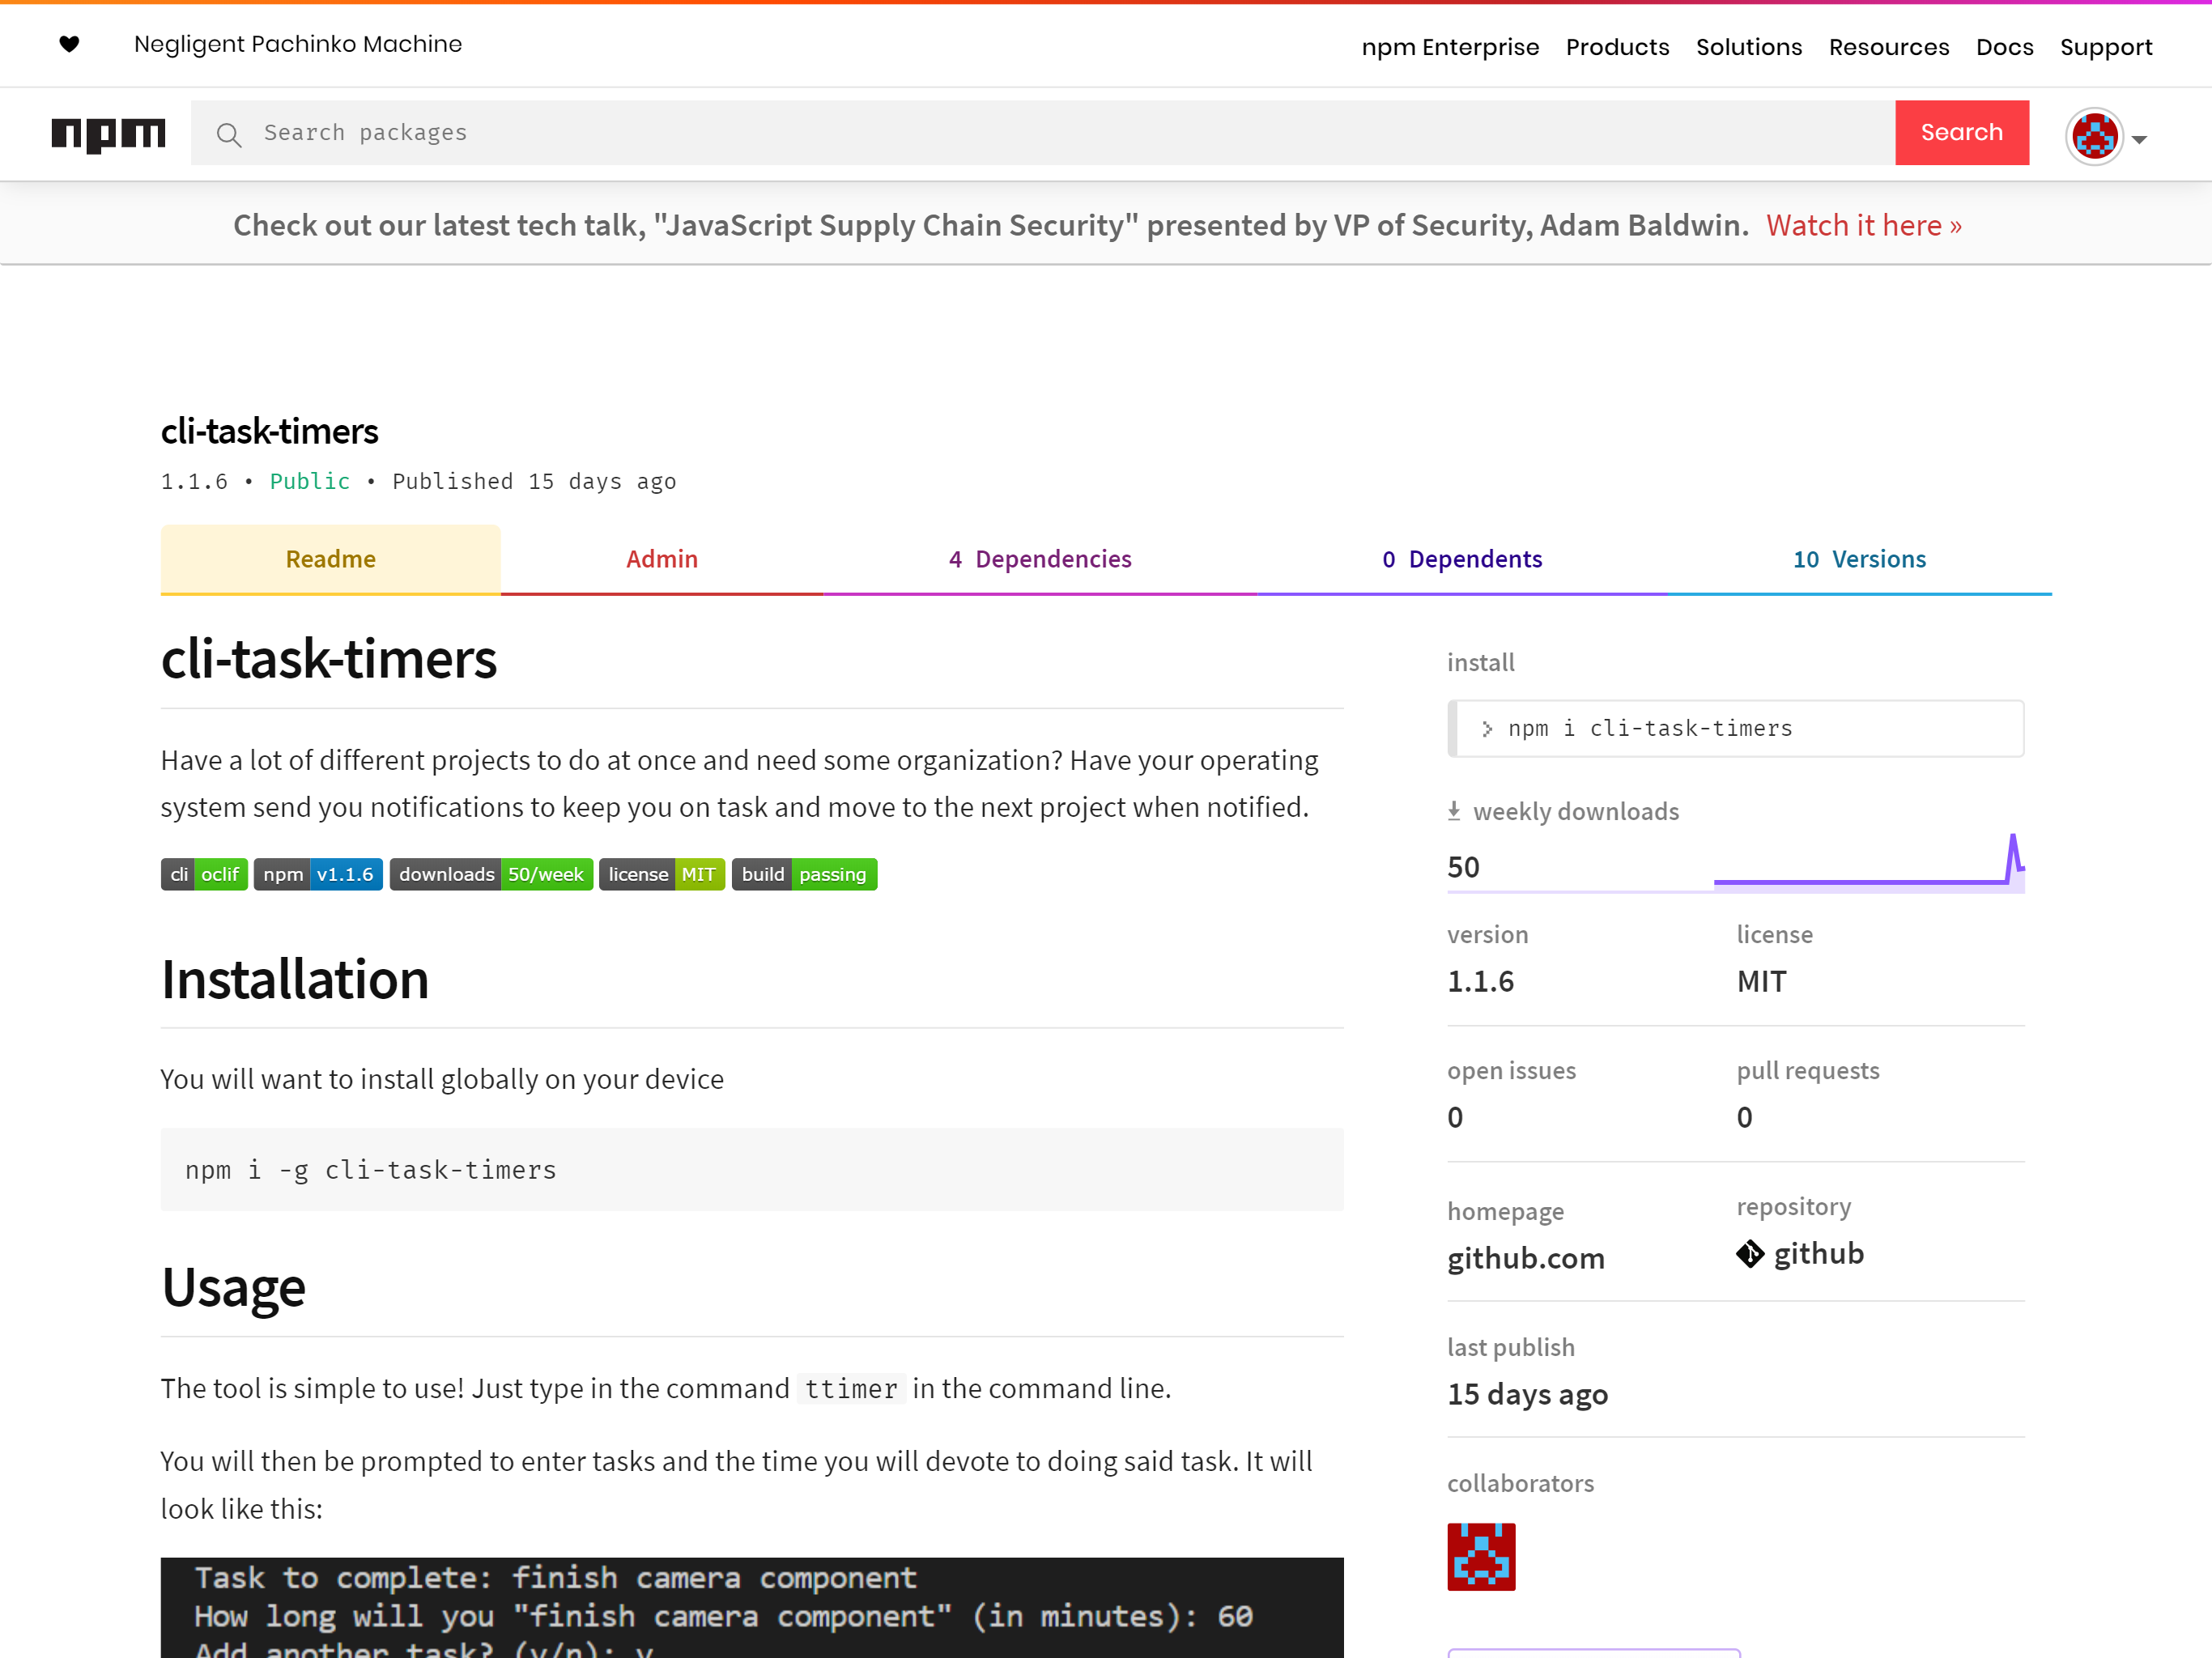 Negligent Pachinko Machine
npm Enterprise Products Solutions Resources Docs Support
npm
Search packages
Search
Check out our latest tech talk, "JavaScript Supply Chain Security" presented by VP of Security, Adam Baldwin. Watch it here »
cli-task-timers
1.1.6 • Public • Published 15 days ago
Readme Admin 4 Dependencies 0 Dependents 10 Versions
cli-task-timers
Have a lot of different projects to do at once and need some organization? Have your operating
system send you notifications to keep you on task and move to the next project when notified.
cli oclif npm v1.1.6 downloads 50/week license MIT build passing
Installation
You will want to install globally on your device
npm i -g cli-task-timers
Usage
The tool is simple to use! Just type in the command ttimer in the command line.
You will then be prompted to enter tasks and the time you will devote to doing said task. It will
look like this:
Task to complete: finish camera component
How long will you "finish camera component" (in minutes): 60
Add another task? (y/n): y
install
> npm i cli-task-timers
weekly downloads
50
version license
1.1.6 MIT
open issues pull requests
0 0
homepage repository
github.com github
last publish
15 days ago
collaborators